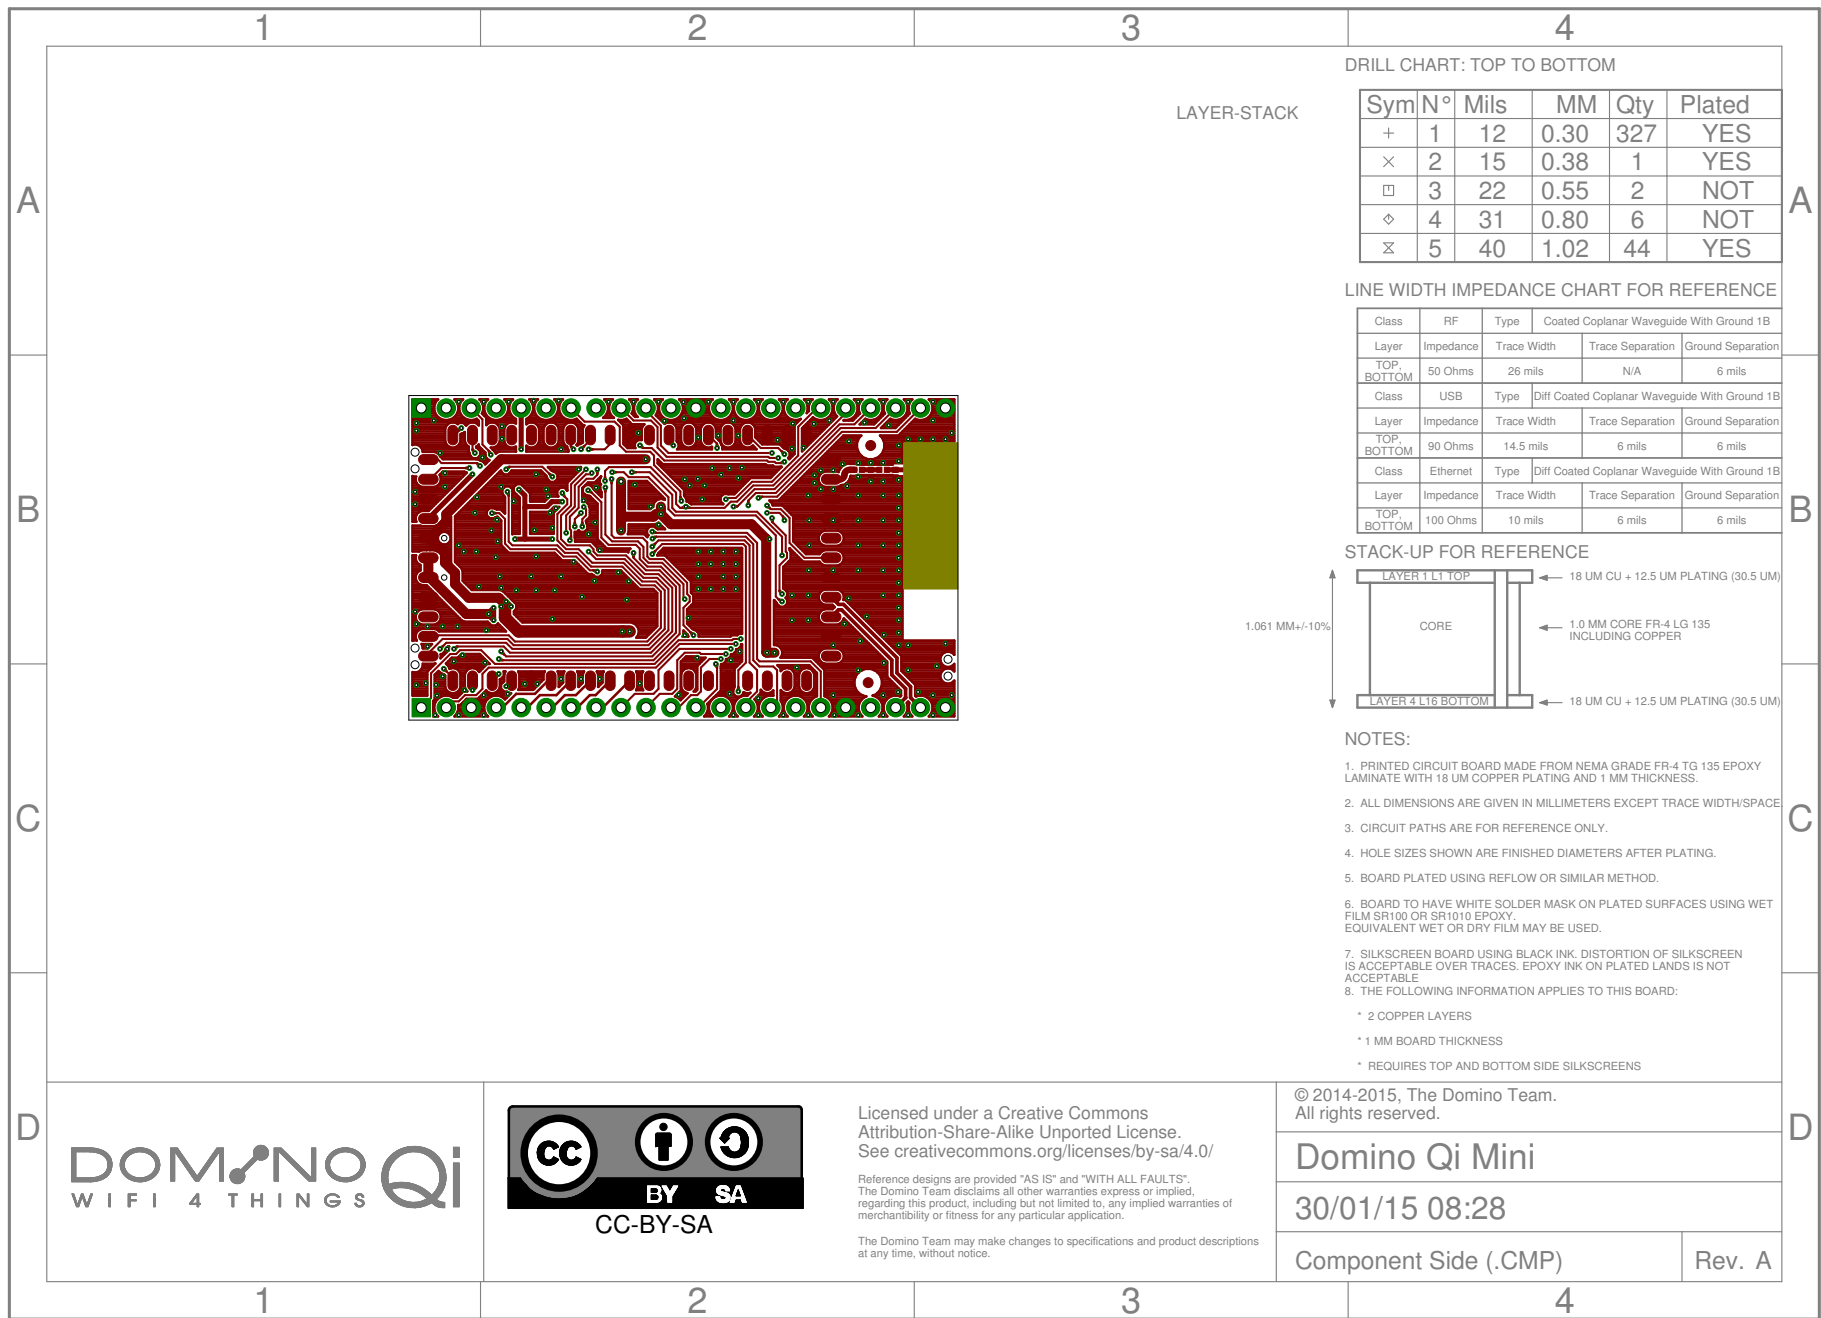 1 2 3 4
A
B
C
D
A
B
C
D
LAYER-STACK
DRILL CHART: TOP TO BOTTOM
Sym N° Mils MM Qty Plated
+ 1 12 0.30 327 YES
× 2 15 0.38 1 YES
3 22 0.55 2 NOT
4 31 0.80 6 NOT
5 40 1.02 44 YES
LINE WIDTH IMPEDANCE CHART FOR REFERENCE
Class RF Type Coated Coplanar Waveguide With Ground 1B
Layer Impedance Trace Width Trace Separation Ground Separation
TOP, BOTTOM 50 Ohms 26 mils N/A 6 mils
Class USB Type Diff Coated Coplanar Waveguide With Ground 1B
Layer Impedance Trace Width Trace Separation Ground Separation
TOP, BOTTOM 90 Ohms 14.5 mils 6 mils 6 mils
Class Ethernet Type Diff Coated Coplanar Waveguide With Ground 1B
Layer Impedance Trace Width Trace Separation Ground Separation
TOP, BOTTOM 100 Ohms 10 mils 6 mils 6 mils
STACK-UP FOR REFERENCE
LAYER 1 L1 TOP
18 UM CU + 12.5 UM PLATING (30.5 UM)
1.061 MM+/-10%
CORE
1.0 MM CORE FR-4 LG 135
INCLUDING COPPER
LAYER 4 L16 BOTTOM
18 UM CU + 12.5 UM PLATING (30.5 UM)
NOTES:
1. PRINTED CIRCUIT BOARD MADE FROM NEMA GRADE FR-4 TG 135 EPOXY
LAMINATE WITH 18 UM COPPER PLATING AND 1 MM THICKNESS.
2. ALL DIMENSIONS ARE GIVEN IN MILLIMETERS EXCEPT TRACE WIDTH/SPACE
3. CIRCUIT PATHS ARE FOR REFERENCE ONLY.
4. HOLE SIZES SHOWN ARE FINISHED DIAMETERS AFTER PLATING.
5. BOARD PLATED USING REFLOW OR SIMILAR METHOD.
6. BOARD TO HAVE WHITE SOLDER MASK ON PLATED SURFACES USING WET
FILM SR100 OR SR1010 EPOXY.
EQUIVALENT WET OR DRY FILM MAY BE USED.
7. SILKSCREEN BOARD USING BLACK INK. DISTORTION OF SILKSCREEN
IS ACCEPTABLE OVER TRACES. EPOXY INK ON PLATED LANDS IS NOT
ACCEPTABLE
8. THE FOLLOWING INFORMATION APPLIES TO THIS BOARD:
* 2 COPPER LAYERS
* 1 MM BOARD THICKNESS
* REQUIRES TOP AND BOTTOM SIDE SILKSCREENS
DOMINO Qi
WIFI 4 THINGS
cc
BY SA
CC-BY-SA
Licensed under a Creative Commons
Attribution-Share-Alike Unported License.
See creativecommons.org/licenses/by-sa/4.0/
Reference designs are provided "AS IS" and "WITH ALL FAULTS".
The Domino Team disclaims all other warranties express or implied,
regarding this product, including but not limited to, any implied warranties of
merchantibility or fitness for any particular application.
The Domino Team may make changes to specifications and product descriptions
at any time, without notice.
© 2014-2015, The Domino Team.
All rights reserved.
Domino Qi Mini
30/01/15 08:28
Component Side (.CMP) Rev. A
1 2 3 4